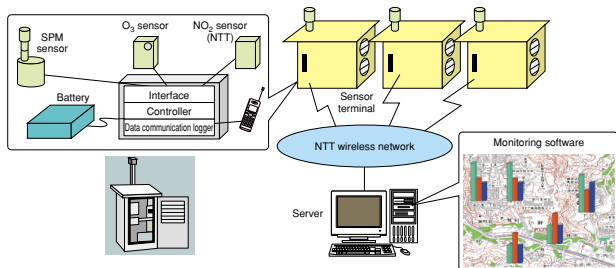 O3 sensor
NO2 sensor
(NTT)
SPM
sensor
Battery
Interface
Controller
Data communication logger
Sensor
terminal
NTT wireless network
Monitoring software
Server